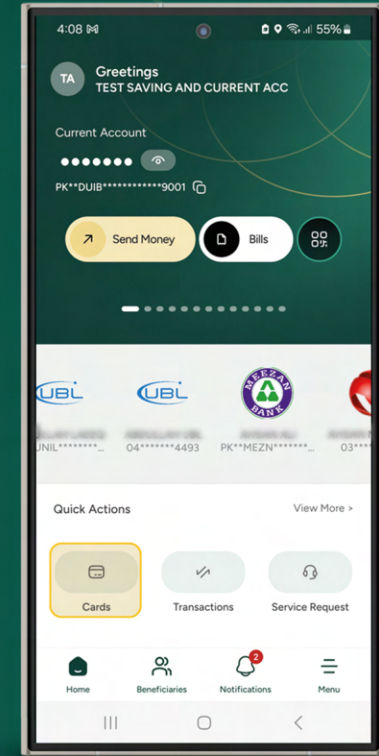 4:08
55%
TA
Greetings
TEST SAVING AND CURRENT ACC
Current Account
PK**DUIB************9001
Send Money
Bills
UBL
UBL
MEEZAN BANK
UNIL*******...
04*******4493
PK**MEZN*******...
03****
Quick Actions
View More >
Cards
Transactions
Service Request
2
Home
Beneficiaries
Notifications
Menu